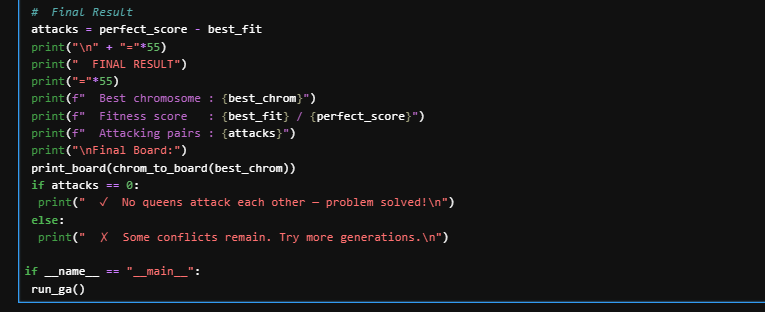 #  Final Result
attacks = perfect_score - best_fit
print("\n" + "="*55)
print("  FINAL RESULT")
print("="*55)
print(f"  Best chromosome : {best_chrom}")
print(f"  Fitness score   : {best_fit} / {perfect_score}")
print(f"  Attacking pairs : {attacks}")
print("\nFinal Board:")
print_board(chrom_to_board(best_chrom))
if attacks == 0:
 print("  ✓  No queens attack each other — problem solved!\n")
else:
 print("  ✗  Some conflicts remain. Try more generations.\n")

if __name__ == "__main__":
 run_ga()